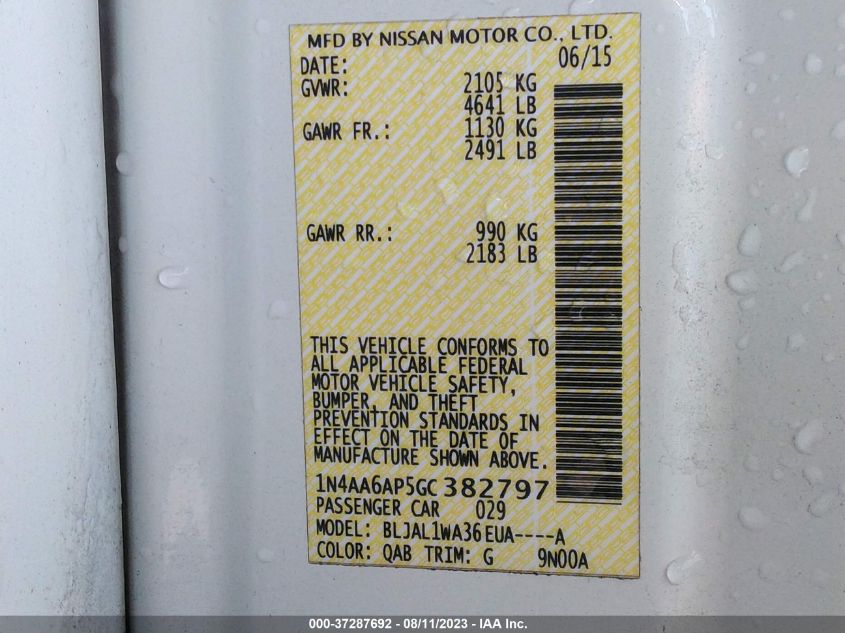 MFD BY NISSAN MOTOR CO., LTD.
DATE: 06/15
GVWR: 2105 KG
4641 LB
GAWR FR.: 1130 KG
2491 LB
GAWR RR.: 990 KG
2183 LB
THIS VEHICLE CONFORMS TO
ALL APPLICABLE FEDERAL
MOTOR VEHICLE SAFETY,
BUMPER, AND THEFT
PREVENTION STANDARDS IN
EFFECT ON THE DATE OF
MANUFACTURE SHOWN ABOVE.
1N4AA6AP5GC382797
PASSENGER CAR 029
MODEL: BLJAL1WA36EUA----A
COLOR: QAB TRIM: G 9N00A
000-37287692 - 08/11/2023 - IAA Inc.